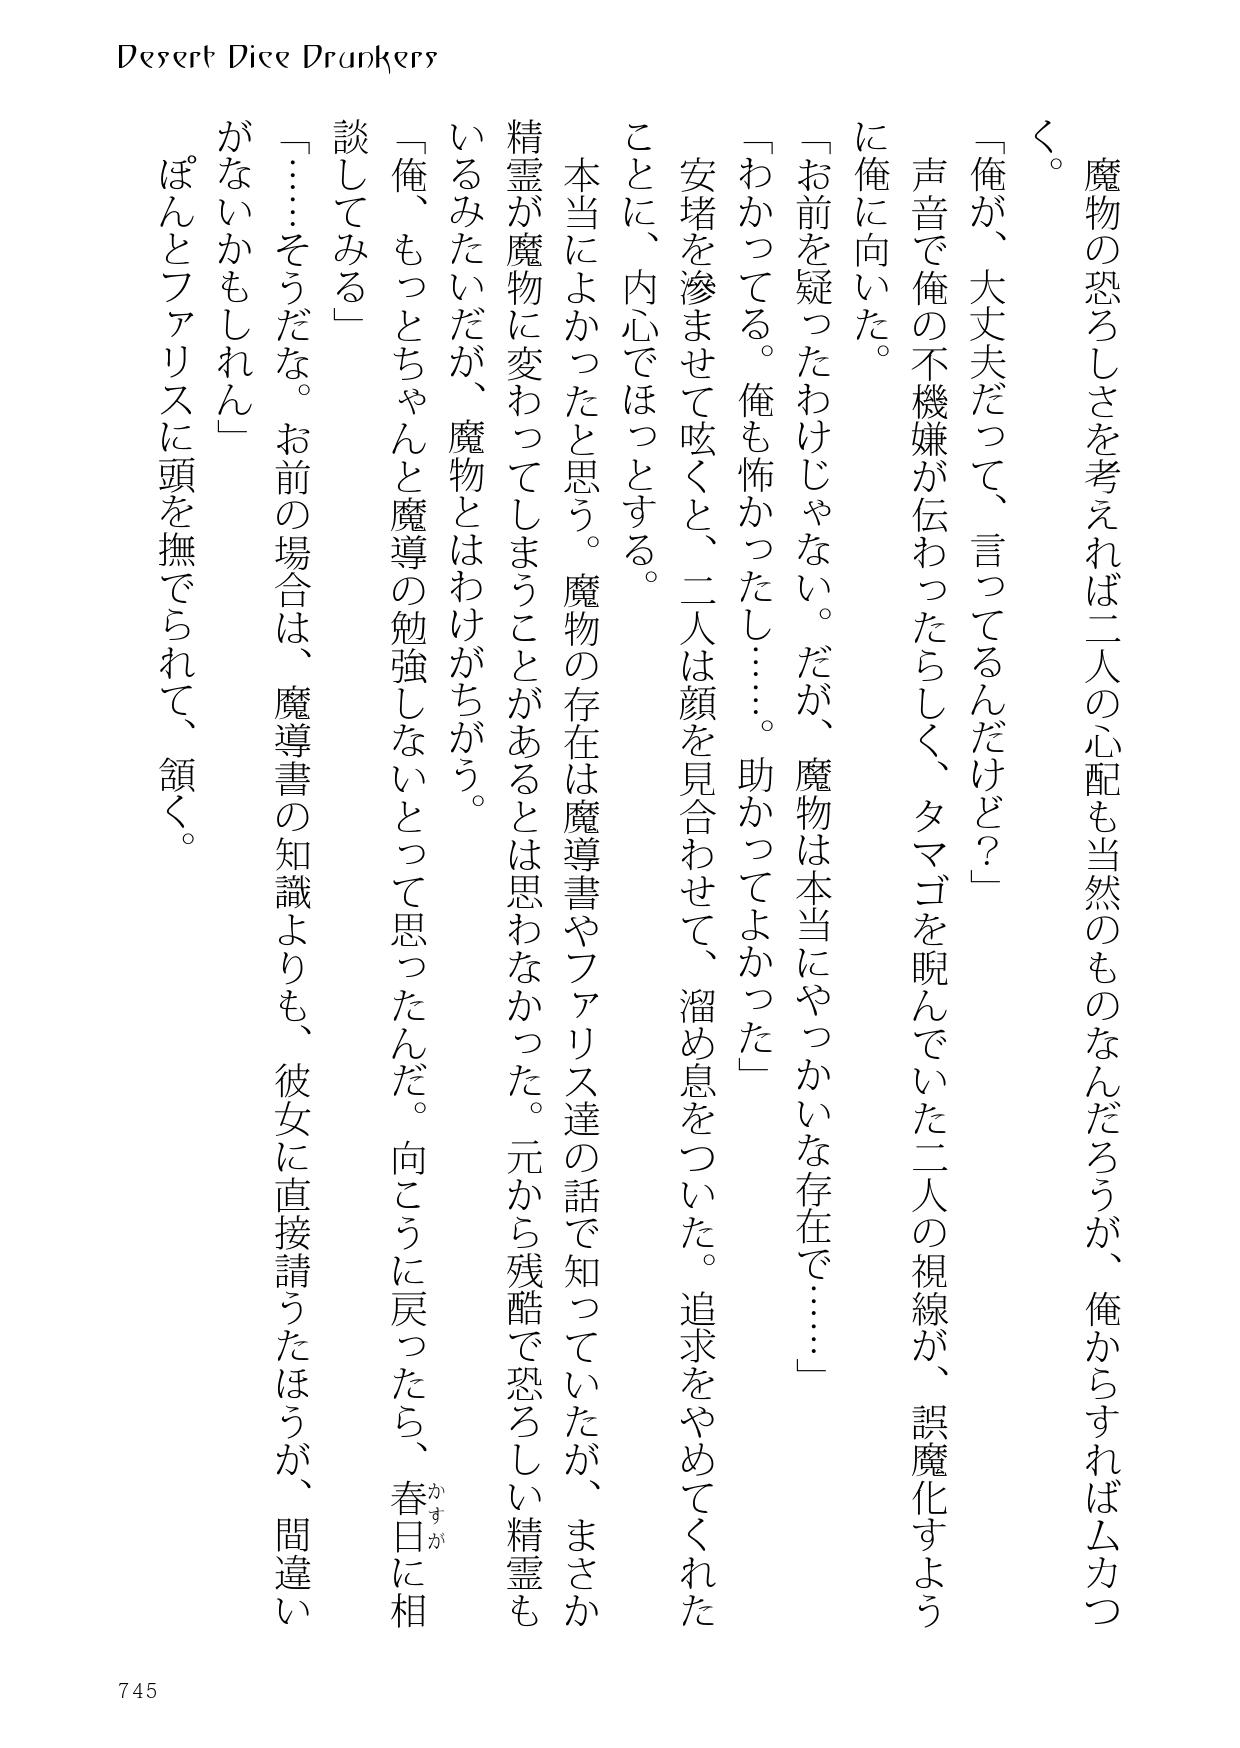 Desert Dice Drunkers
　魔物の恐ろしさを考えれば二人の心配も当然のものなんだろうが、俺からすればムカつ
く。
「俺が、大丈夫だって、言ってるんだけど？」
　声音で俺の不機嫌が伝わったらしく、タマゴを睨んでいた二人の視線が、誤魔化すよう
に俺に向いた。
「お前を疑ったわけじゃない。だが、魔物は本当にやっかいな存在で……」
「わかってる。俺も怖かったし……。助かってよかった」
　安堵を滲ませて呟くと、二人は顔を見合わせて、溜め息をついた。追求をやめてくれた
ことに、内心でほっとする。
　本当によかったと思う。魔物の存在は魔導書やファリス達の話で知っていたが、まさか
精霊が魔物に変わってしまうことがあるとは思わなかった。元から残酷で恐ろしい精霊も
いるみたいだが、魔物とはわけがちがう。
「俺、もっとちゃんと魔導の勉強しないとって思ったんだ。向こうに戻ったら、春日に相
かすが
談してみる」
「……そうだな。お前の場合は、魔導書の知識よりも、彼女に直接請うたほうが、間違い
がないかもしれん」
　ぽんとファリスに頭を撫でられて、頷く。
745